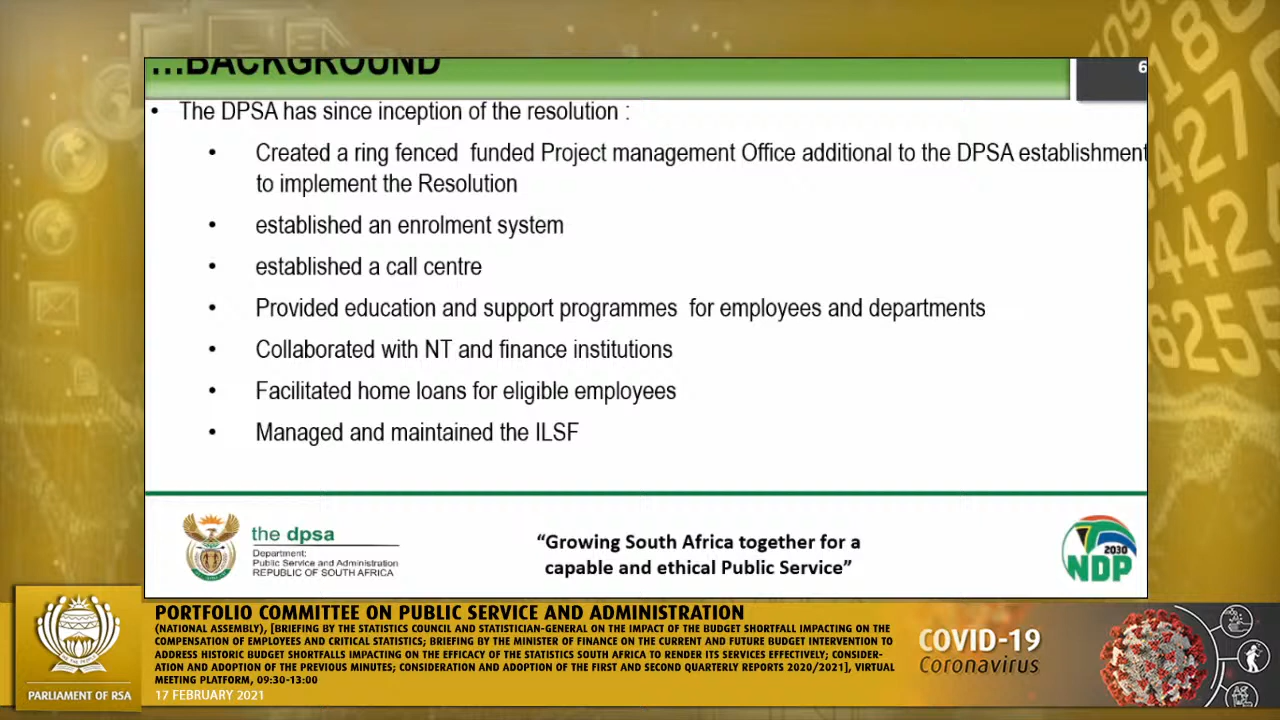 ...BACKGROUND
6
• The DPSA has since inception of the resolution :
• Created a ring fenced funded Project management Office additional to the DPSA establishment
to implement the Resolution
• established an enrolment system
• established a call centre
• Provided education and support programmes for employees and departments
• Collaborated with NT and finance institutions
• Facilitated home loans for eligible employees
• Managed and maintained the ILSF
the dpsa
Department:
Public Service and Administration
REPUBLIC OF SOUTH AFRICA
“Growing South Africa together for a
capable and ethical Public Service”
2030
NDP
PORTFOLIO COMMITTEE ON PUBLIC SERVICE AND ADMINISTRATION
(NATIONAL ASSEMBLY), [BRIEFING BY THE STATISTICS COUNCIL AND STATISTICIAN-GENERAL ON THE IMPACT OF THE BUDGET SHORTFALL IMPACTING ON THE
COMPENSATION OF EMPLOYEES AND CRITICAL STATISTICS; BRIEFING BY THE MINISTER OF FINANCE ON THE CURRENT AND FUTURE BUDGET INTERVENTION TO
ADDRESS HISTORIC BUDGET SHORTFALLS IMPACTING ON THE EFFICACY OF THE STATISTICS SOUTH AFRICA TO RENDER ITS SERVICES EFFECTIVELY; CONSIDER-
ATION AND ADOPTION OF THE PREVIOUS MINUTES; CONSIDERATION AND ADOPTION OF THE FIRST AND SECOND QUARTERLY REPORTS 2020/2021], VIRTUAL
MEETING PLATFORM, 09:30-13:00
17 FEBRUARY 2021
PARLIAMENT OF RSA
COVID-19
Coronavirus